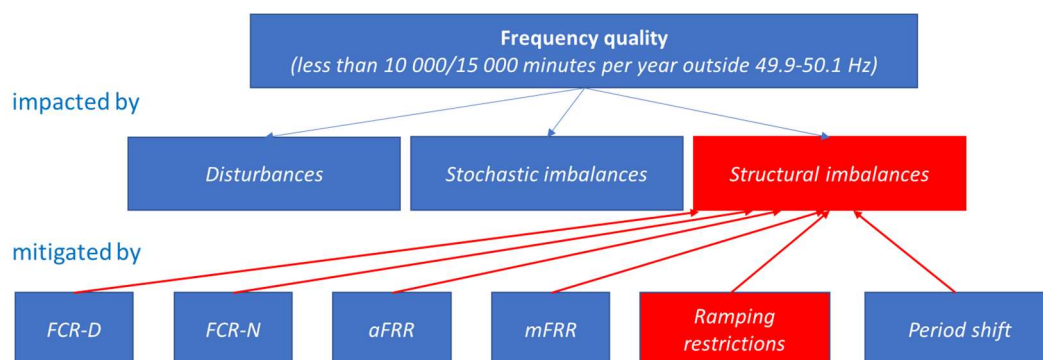 Frequency quality
(less than 10 000/15 000 minutes per year outside 49.9-50.1 Hz)
impacted by
Disturbances
Stochastic imbalances
Structural imbalances
mitigated by
FCR-D
FCR-N
aFRR
mFRR
Ramping
restrictions
Period shift